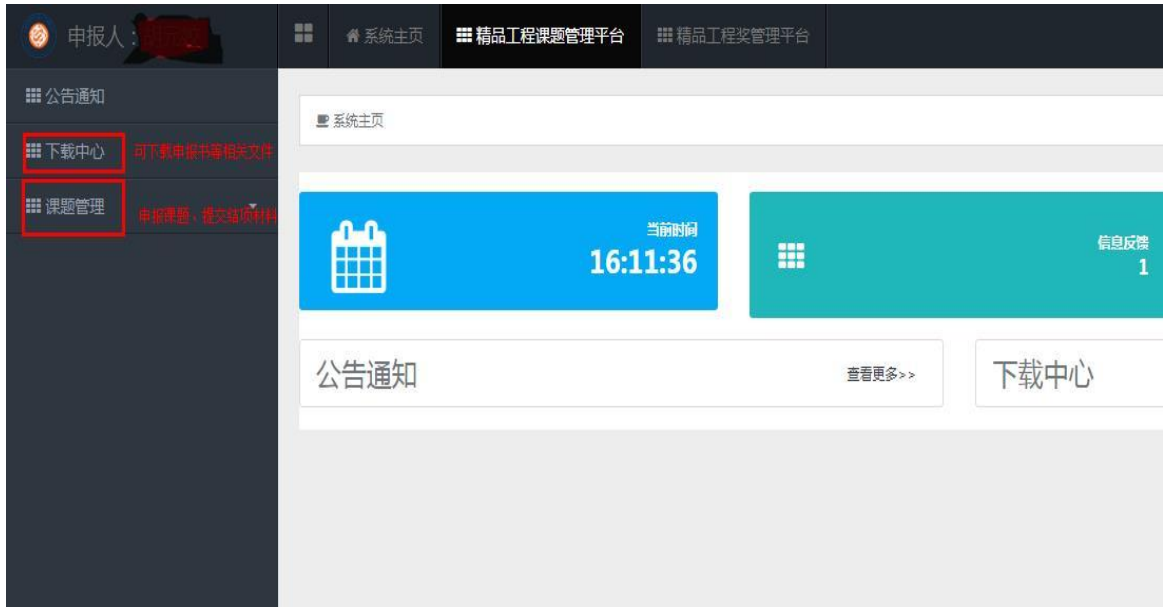 申报人：
系统主页
精品工程课题管理平台
精品工程奖管理平台
公告通知
下载中心
可下载申报书等相关文件
课题管理
申报课题、提交结项材料
系统主页
当前时间
16:11:36
信息反馈
1
公告通知
查看更多>>
下载中心